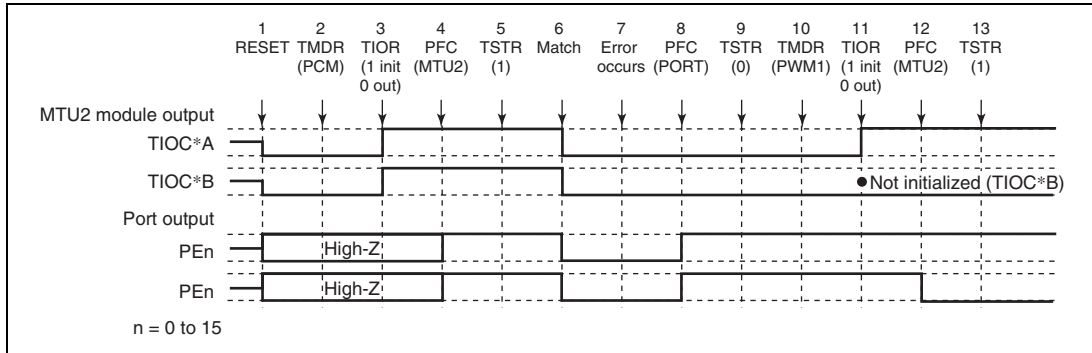 1 2 3 4 5 6 7 8 9 10 11 12 13
RESET TMDR TIOR PFC TSTR Match Error PFC TSTR TMDR TIOR PFC TSTR
(PCM) (1 init (MTU2) (1) occurs (PORT) (0) (PWM1) (1 init (MTU2) (1)
0 out) 0 out)
MTU2 module output
TIOC*A
TIOC*B
Not initialized (TIOC*B)
Port output
PEn
High-Z
PEn
High-Z
n = 0 to 15